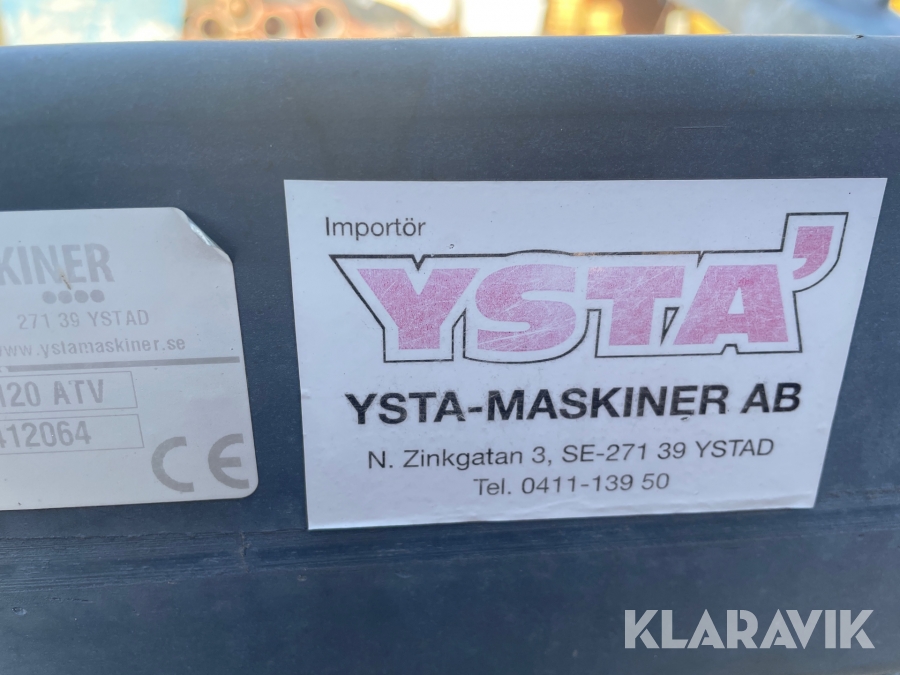 KINER
271 39 YSTAD
www.ystamaskiner.se
120 ATV
412064
CE
Importör
YSTA'
YSTA-MASKINER AB
N. Zinkgatan 3, SE-271 39 YSTAD
Tel. 0411-139 50
KLARAVIK